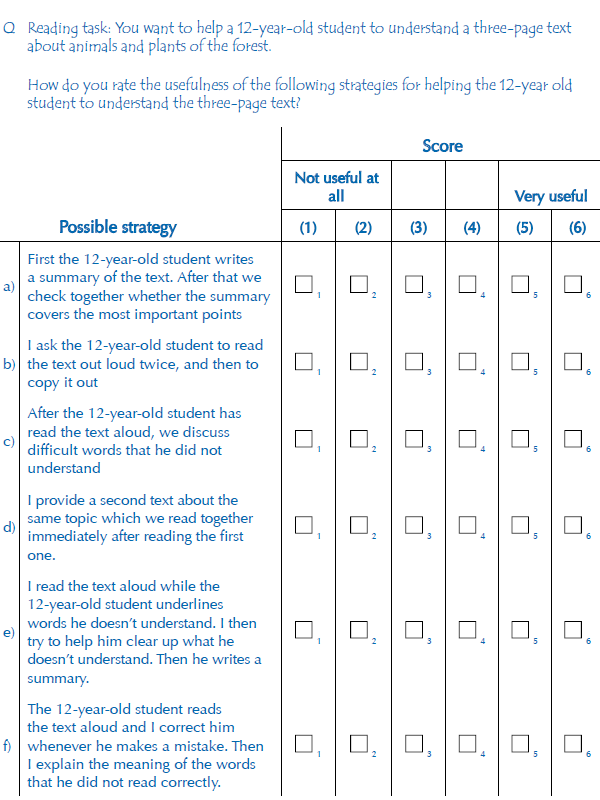 Q Reading task: You want to help a 12-year-old student to understand a three-page text
about animals and plants of the forest.
How do you rate the usefulness of the following strategies for helping the 12-year old
student to understand the three-page text?
Score
Not useful at
all
Very useful
Possible strategy (1) (2) (3) (4) (5) (6)
First the 12-year-old student writes
a summary of the text. After that we
a) check together whether the summary 1 2 3 4 5 6
covers the most important points
I ask the 12-year-old student to read
b) the text out loud twice, and then to 1 2 3 4 5 6
copy it out
After the 12-year-old student has
read the text aloud, we discuss
c) difficult words that he did not 1 2 3 4 5 6
understand
I provide a second text about the
same topic which we read together
d) immediately after reading the first 1 2 3 4 5 6
one.
I read the text aloud while the
12-year-old student underlines
words he doesn't understand. I then
e) try to help him clear up what he 1 2 3 4 5 6
doesn't understand. Then he writes a
summary.
The 12-year-old student reads
the text aloud and I correct him
f) whenever he makes a mistake. Then 1 2 3 4 5 6
I explain the meaning of the words
that he did not read correctly.